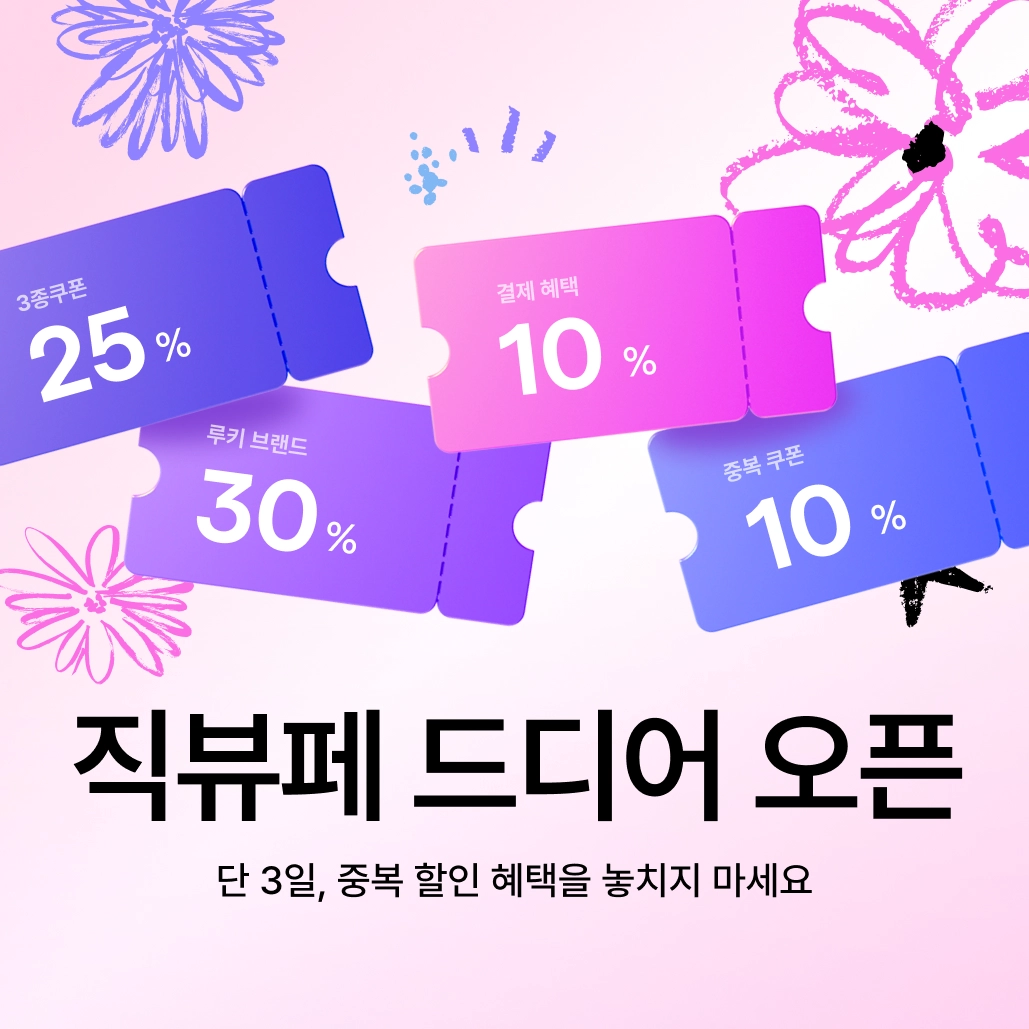 3종쿠폰
25%
결제 혜택
10%
루키 브랜드
30%
중복 쿠폰
10%
직뷰페 드디어 오픈
단 3일, 중복 할인 혜택을 놓치지 마세요